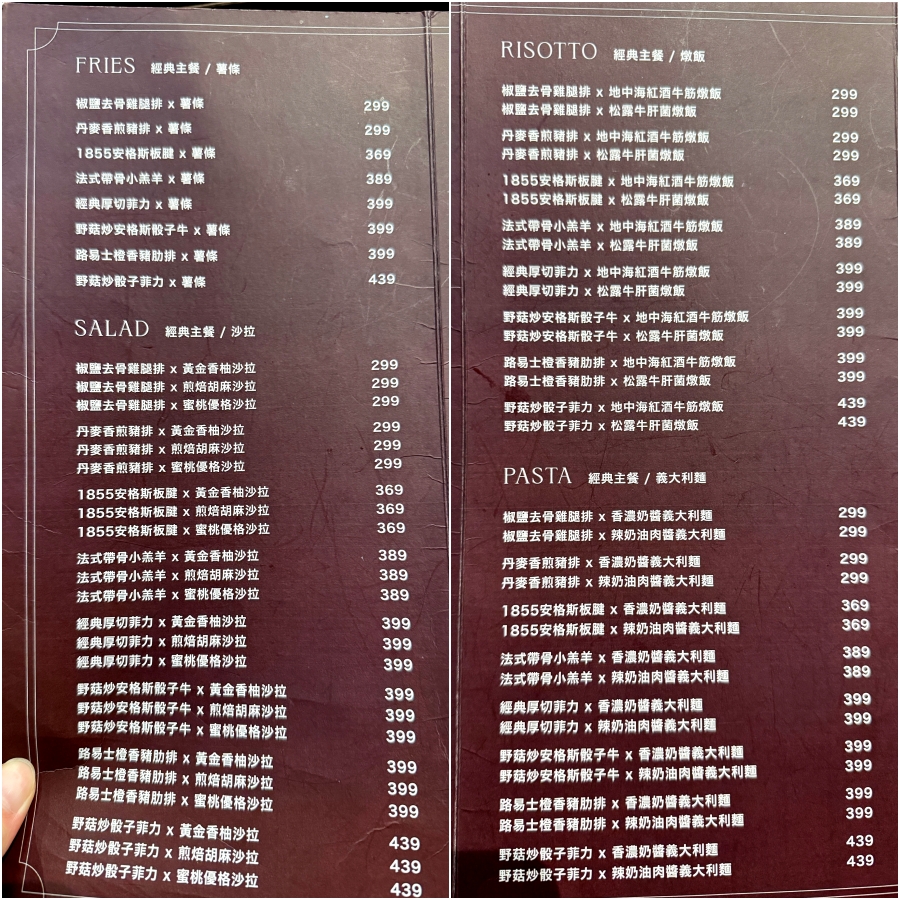 FRIES 經典主餐 / 薯條
椒鹽去骨雞腿排 x 薯條 299
丹麥香煎豬排 x 薯條 299
1855安格斯板腱 x 薯條 369
法式帶骨小羔羊 x 薯條 389
經典厚切菲力 x 薯條 399
野菇炒安格斯骰子牛 x 薯條 399
路易士橙香豬肋排 x 薯條 399
野菇炒骰子菲力 x 薯條 439
SALAD 經典主餐 / 沙拉
椒鹽去骨雞腿排 x 黃金香柚沙拉 299
椒鹽去骨雞腿排 x 煎焙胡麻沙拉 299
椒鹽去骨雞腿排 x 蜜桃優格沙拉 299
丹麥香煎豬排 x 黃金香柚沙拉 299
丹麥香煎豬排 x 煎焙胡麻沙拉 299
丹麥香煎豬排 x 蜜桃優格沙拉 299
1855安格斯板腱 x 黃金香柚沙拉 369
1855安格斯板腱 x 煎焙胡麻沙拉 369
1855安格斯板腱 x 蜜桃優格沙拉 369
法式帶骨小羔羊 x 黃金香柚沙拉 389
法式帶骨小羔羊 x 煎焙胡麻沙拉 389
法式帶骨小羔羊 x 蜜桃優格沙拉 389
經典厚切菲力 x 黃金香柚沙拉 399
經典厚切菲力 x 煎焙胡麻沙拉 399
經典厚切菲力 x 蜜桃優格沙拉 399
野菇炒安格斯骰子牛 x 黃金香柚沙拉 399
野菇炒安格斯骰子牛 x 煎焙胡麻沙拉 399
野菇炒安格斯骰子牛 x 蜜桃優格沙拉 399
路易士橙香豬肋排 x 黃金香柚沙拉 399
路易士橙香豬肋排 x 煎焙胡麻沙拉 399
路易士橙香豬肋排 x 蜜桃優格沙拉 399
野菇炒骰子菲力 x 黃金香柚沙拉 439
野菇炒骰子菲力 x 煎焙胡麻沙拉 439
野菇炒骰子菲力 x 蜜桃優格沙拉 439
RISOTTO 經典主餐 / 燉飯
椒鹽去骨雞腿排 x 地中海紅酒牛筋燉飯 299
椒鹽去骨雞腿排 x 松露牛肝菌燉飯 299
丹麥香煎豬排 x 地中海紅酒牛筋燉飯 299
丹麥香煎豬排 x 松露牛肝菌燉飯 299
1855安格斯板腱 x 地中海紅酒牛筋燉飯 369
1855安格斯板腱 x 松露牛肝菌燉飯 369
法式帶骨小羔羊 x 地中海紅酒牛筋燉飯 389
法式帶骨小羔羊 x 松露牛肝菌燉飯 389
經典厚切菲力 x 地中海紅酒牛筋燉飯 399
經典厚切菲力 x 松露牛肝菌燉飯 399
野菇炒安格斯骰子牛 x 地中海紅酒牛筋燉飯 399
野菇炒安格斯骰子牛 x 松露牛肝菌燉飯 399
路易士橙香豬肋排 x 地中海紅酒牛筋燉飯 399
路易士橙香豬肋排 x 松露牛肝菌燉飯 399
野菇炒骰子菲力 x 地中海紅酒牛筋燉飯 439
野菇炒骰子菲力 x 松露牛肝菌燉飯 439
PASTA 經典主餐 / 義大利麵
椒鹽去骨雞腿排 x 香濃奶醬義大利麵 299
椒鹽去骨雞腿排 x 辣奶油肉醬義大利麵 299
丹麥香煎豬排 x 香濃奶醬義大利麵 299
丹麥香煎豬排 x 辣奶油肉醬義大利麵 299
1855安格斯板腱 x 香濃奶醬義大利麵 369
1855安格斯板腱 x 辣奶油肉醬義大利麵 369
法式帶骨小羔羊 x 香濃奶醬義大利麵 389
法式帶骨小羔羊 x 辣奶油肉醬義大利麵 389
經典厚切菲力 x 香濃奶醬義大利麵 399
經典厚切菲力 x 辣奶油肉醬義大利麵 399
野菇炒安格斯骰子牛 x 香濃奶醬義大利麵 399
野菇炒安格斯骰子牛 x 辣奶油肉醬義大利麵 399
路易士橙香豬肋排 x 香濃奶醬義大利麵 399
路易士橙香豬肋排 x 辣奶油肉醬義大利麵 399
野菇炒骰子菲力 x 香濃奶醬義大利麵 439
野菇炒骰子菲力 x 辣奶油肉醬義大利麵 439